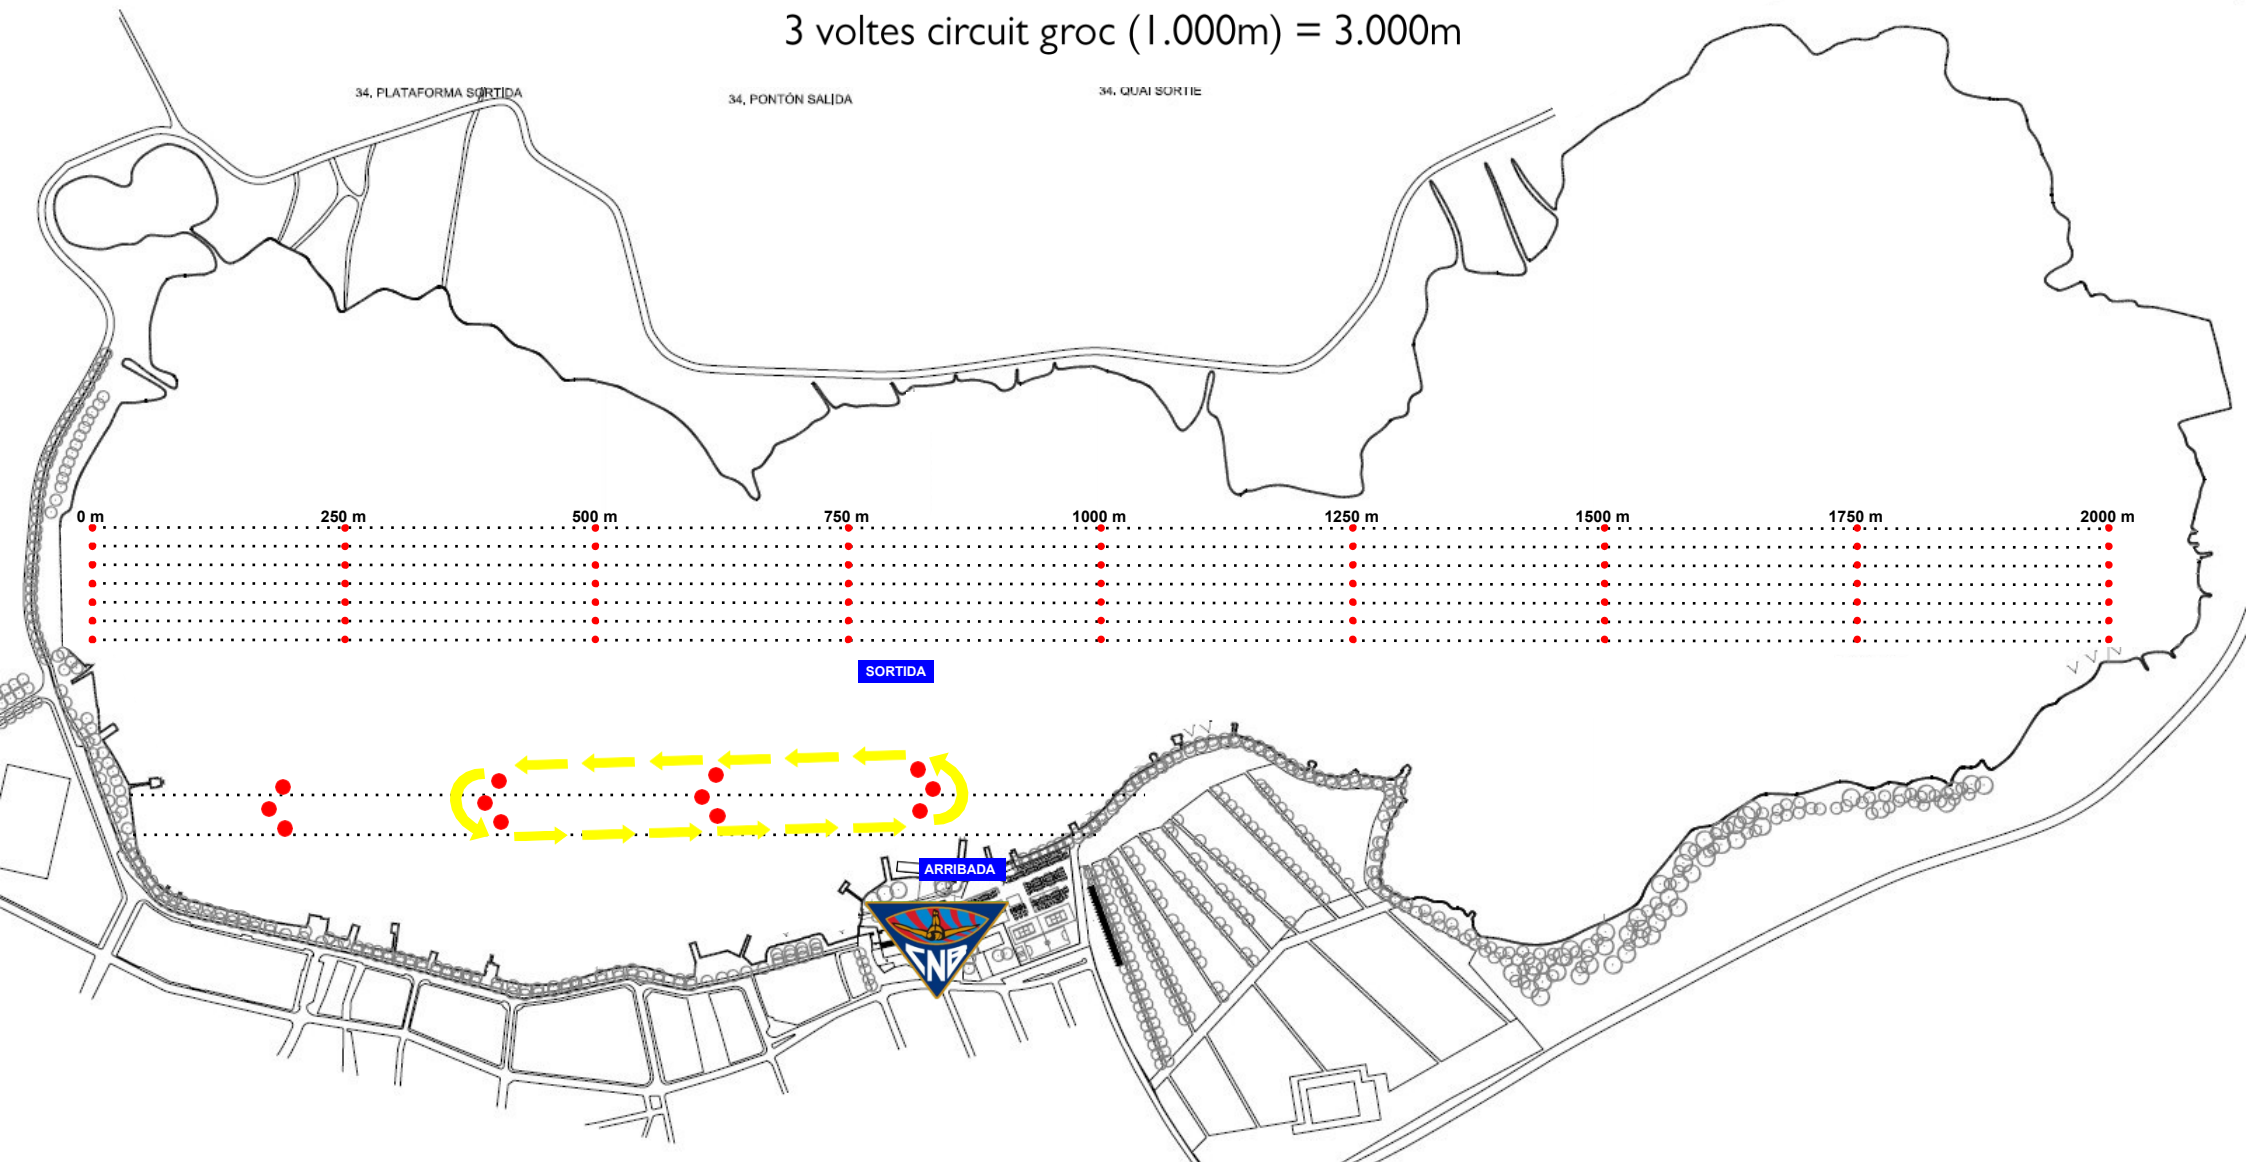 3 voltes circuit groc (1.000m) = 3.000m
34, PLATAFORMA SORTIDA
34, PONTÓN SALIDA
34. QUAI SORTIE
0 m 250 m 500 m 750 m 1000 m 1250 m 1500 m 1750 m 2000 m
SORTIDA
ARRIBADA
CNB